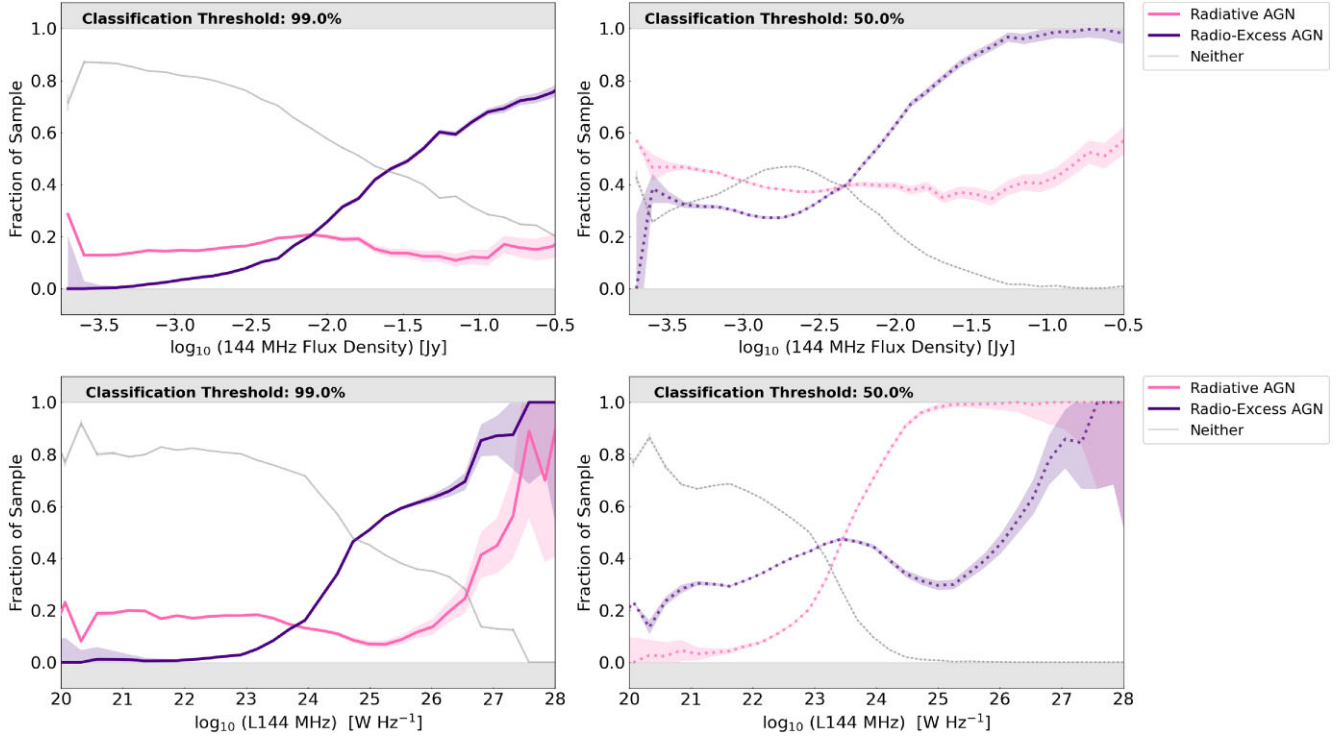 Classification Threshold: 99.0%
1.0
0.8
0.6
0.4
0.2
0.0
Fraction of Sample
−3.5 −3.0 −2.5 −2.0 −1.5 −1.0 −0.5
log10 (144 MHz Flux Density) [Jy]
Classification Threshold: 50.0%
1.0
0.8
0.6
0.4
0.2
0.0
Fraction of Sample
−3.5 −3.0 −2.5 −2.0 −1.5 −1.0 −0.5
log10 (144 MHz Flux Density) [Jy]
Radiative AGN
Radio-Excess AGN
Neither
Classification Threshold: 99.0%
1.0
0.8
0.6
0.4
0.2
0.0
Fraction of Sample
20 21 22 23 24 25 26 27 28
log10 (L144 MHz) [W Hz−1]
Classification Threshold: 50.0%
1.0
0.8
0.6
0.4
0.2
0.0
Fraction of Sample
20 21 22 23 24 25 26 27 28
log10 (L144 MHz) [W Hz−1]
Radiative AGN
Radio-Excess AGN
Neither